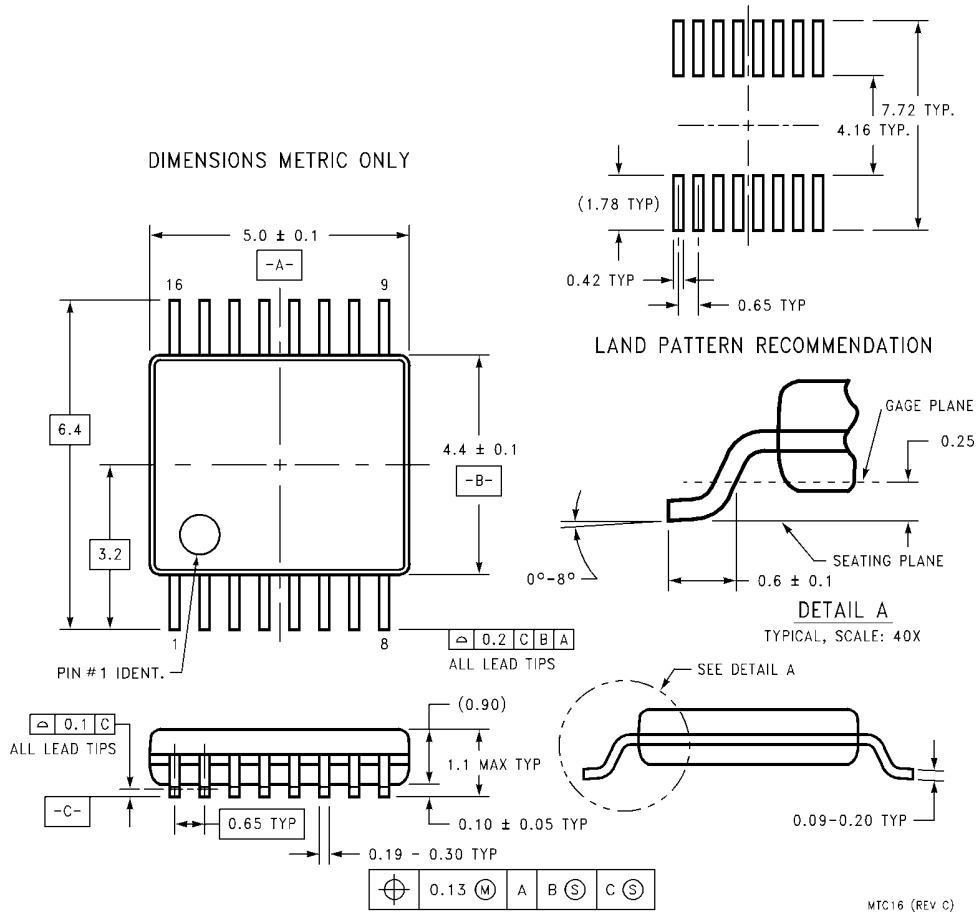 7.72 TYP.
4.16 TYP.
DIMENSIONS METRIC ONLY
(1.78 TYP)
5.0 ± 0.1
-A-
0.42 TYP
16
9
0.65 TYP
LAND PATTERN RECOMMENDATION
GAGE PLANE
6.4
4.4 ± 0.1
0.25
-B-
3.2
SEATING PLANE
0°-8°
0.6 ± 0.1
DETAIL A
TYPICAL, SCALE: 40X
1
8
⌓ 0.2 C B A
ALL LEAD TIPS
PIN #1 IDENT.
SEE DETAIL A
(0.90)
⌓ 0.1 C
ALL LEAD TIPS
1.1 MAX TYP
-C-
0.65 TYP
0.10 ± 0.05 TYP
0.09-0.20 TYP
0.19 - 0.30 TYP
⌖ 0.13 Ⓜ A B Ⓢ C Ⓢ
MTC16 (REV C)